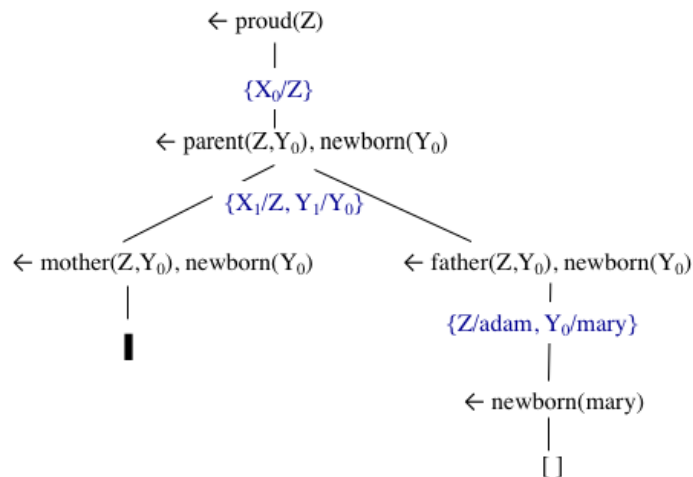 ← proud(Z)
{X₀/Z}
← parent(Z,Y₀), newborn(Y₀)
{X₁/Z, Y₁/Y₀}
← mother(Z,Y₀), newborn(Y₀)
← father(Z,Y₀), newborn(Y₀)
{Z/adam, Y₀/mary}
← newborn(mary)
[ ]